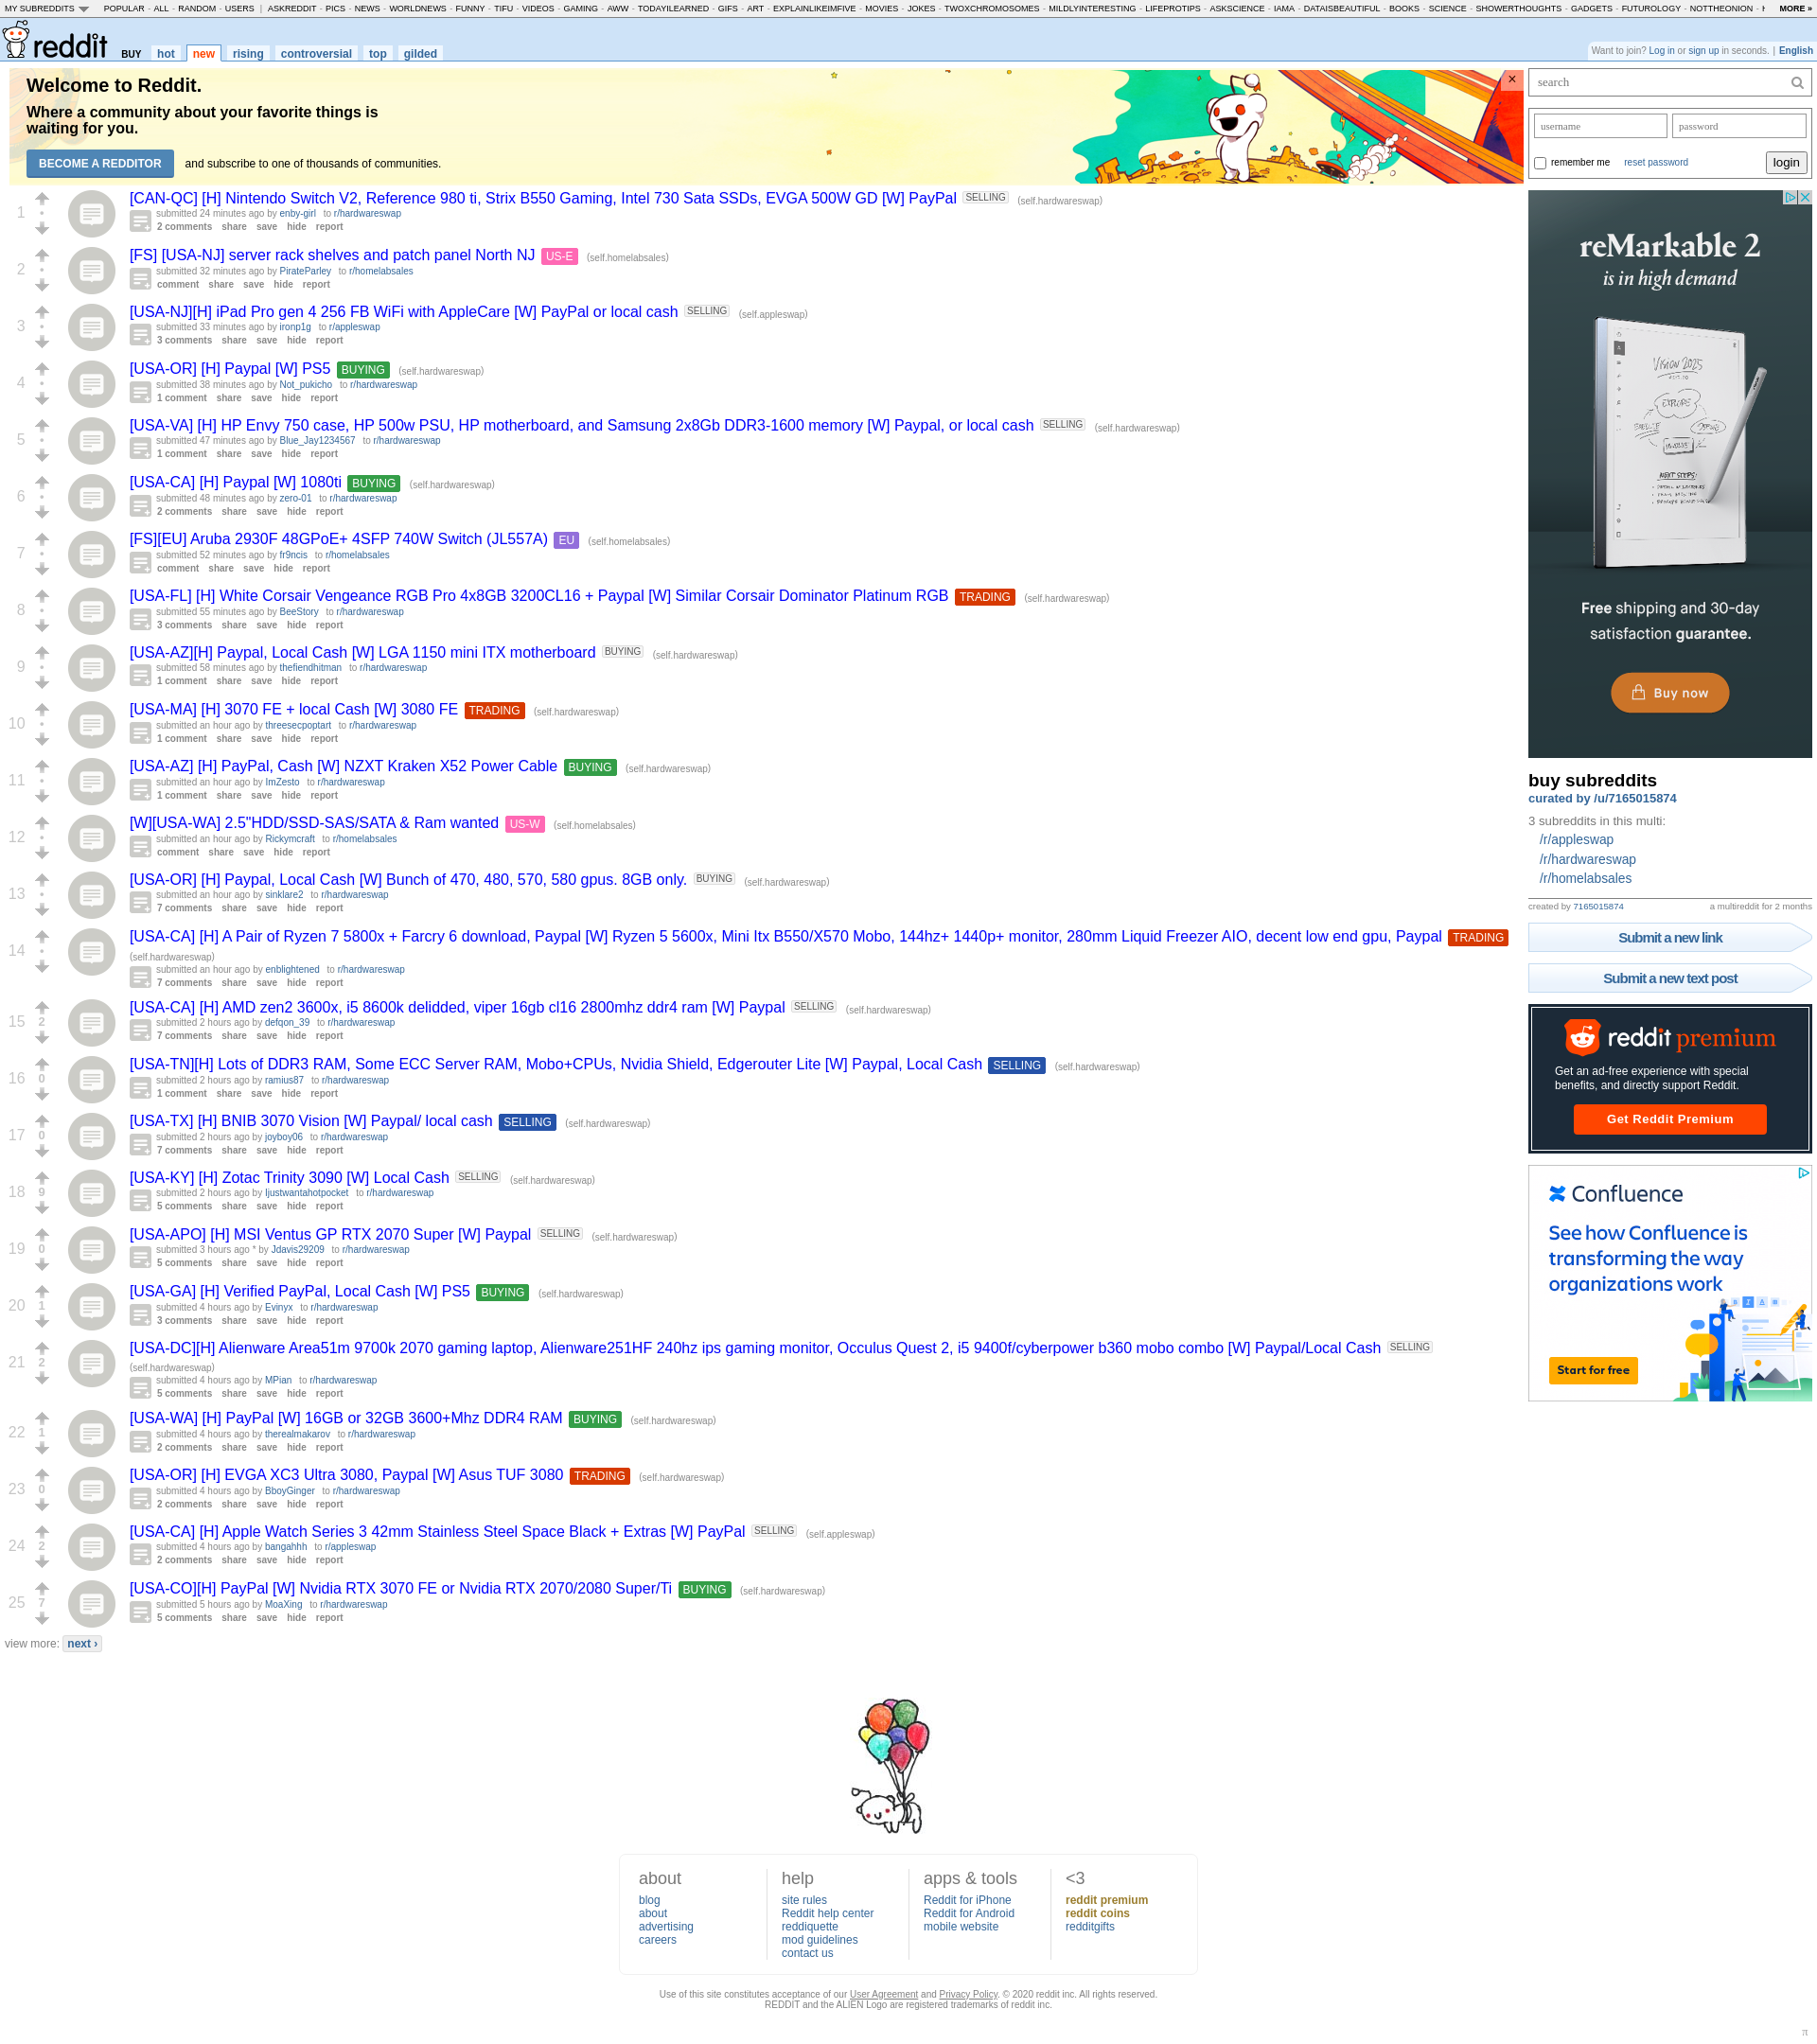 MY SUBREDDITS POPULAR - ALL - RANDOM - USERS | ASKREDDIT - PICS - NEWS - WORLDNEWS - FUNNY - TIFU - VIDEOS - GAMING - AWW - TODAYILEARNED - GIFS - ART - EXPLAINLIKEIMFIVE - MOVIES - JOKES - TWOXCHROMOSOMES - MILDLYINTERESTING - LIFEPROTIPS - ASKSCIENCE - IAMA - DATAISBEAUTIFUL - BOOKS - SCIENCE - SHOWERTHOUGHTS - GADGETS - FUTUROLOGY - NOTTHEONION - MORE »
reddit BUY hot new rising controversial top gilded
Want to join? Log in or sign up in seconds. | English
Welcome to Reddit.
Where a community about your favorite things is
waiting for you.
BECOME A REDDITOR and subscribe to one of thousands of communities.
1
[CAN-QC] [H] Nintendo Switch V2, Reference 980 ti, Strix B550 Gaming, Intel 730 Sata SSDs, EVGA 500W GD [W] PayPal SELLING (self.hardwareswap)
submitted 24 minutes ago by enby-girl to r/hardwareswap
2 comments share save hide report
2
[FS] [USA-NJ] server rack shelves and patch panel North NJ US-E (self.homelabsales)
submitted 32 minutes ago by PirateParley to r/homelabsales
comment share save hide report
3
[USA-NJ][H] iPad Pro gen 4 256 FB WiFi with AppleCare [W] PayPal or local cash SELLING (self.appleswap)
submitted 33 minutes ago by ironp1g to r/appleswap
3 comments share save hide report
4
[USA-OR] [H] Paypal [W] PS5 BUYING (self.hardwareswap)
submitted 38 minutes ago by Not_pukicho to r/hardwareswap
1 comment share save hide report
5
[USA-VA] [H] HP Envy 750 case, HP 500w PSU, HP motherboard, and Samsung 2x8Gb DDR3-1600 memory [W] Paypal, or local cash SELLING (self.hardwareswap)
submitted 47 minutes ago by Blue_Jay1234567 to r/hardwareswap
1 comment share save hide report
6
[USA-CA] [H] Paypal [W] 1080ti BUYING (self.hardwareswap)
submitted 48 minutes ago by zero-01 to r/hardwareswap
2 comments share save hide report
7
[FS][EU] Aruba 2930F 48GPoE+ 4SFP 740W Switch (JL557A) EU (self.homelabsales)
submitted 52 minutes ago by fr9ncis to r/homelabsales
comment share save hide report
8
[USA-FL] [H] White Corsair Vengeance RGB Pro 4x8GB 3200CL16 + Paypal [W] Similar Corsair Dominator Platinum RGB TRADING (self.hardwareswap)
submitted 55 minutes ago by BeeStory to r/hardwareswap
3 comments share save hide report
9
[USA-AZ][H] Paypal, Local Cash [W] LGA 1150 mini ITX motherboard BUYING (self.hardwareswap)
submitted 58 minutes ago by thefiendhitman to r/hardwareswap
1 comment share save hide report
10
[USA-MA] [H] 3070 FE + local Cash [W] 3080 FE TRADING (self.hardwareswap)
submitted an hour ago by threesecpoptart to r/hardwareswap
1 comment share save hide report
11
[USA-AZ] [H] PayPal, Cash [W] NZXT Kraken X52 Power Cable BUYING (self.hardwareswap)
submitted an hour ago by ImZesto to r/hardwareswap
1 comment share save hide report
12
[W][USA-WA] 2.5"HDD/SSD-SAS/SATA & Ram wanted US-W (self.homelabsales)
submitted an hour ago by Rickymcraft to r/homelabsales
comment share save hide report
13
[USA-OR] [H] Paypal, Local Cash [W] Bunch of 470, 480, 570, 580 gpus. 8GB only. BUYING (self.hardwareswap)
submitted an hour ago by sinklare2 to r/hardwareswap
7 comments share save hide report
14
[USA-CA] [H] A Pair of Ryzen 7 5800x + Farcry 6 download, Paypal [W] Ryzen 5 5600x, Mini Itx B550/X570 Mobo, 144hz+ 1440p+ monitor, 280mm Liquid Freezer AIO, decent low end gpu, Paypal TRADING
(self.hardwareswap)
submitted an hour ago by enblightened to r/hardwareswap
7 comments share save hide report
15 2
[USA-CA] [H] AMD zen2 3600x, i5 8600k delidded, viper 16gb cl16 2800mhz ddr4 ram [W] Paypal SELLING (self.hardwareswap)
submitted 2 hours ago by defqon_39 to r/hardwareswap
7 comments share save hide report
16 0
[USA-TN][H] Lots of DDR3 RAM, Some ECC Server RAM, Mobo+CPUs, Nvidia Shield, Edgerouter Lite [W] Paypal, Local Cash SELLING (self.hardwareswap)
submitted 2 hours ago by ramius87 to r/hardwareswap
1 comment share save hide report
17 0
[USA-TX] [H] BNIB 3070 Vision [W] Paypal/ local cash SELLING (self.hardwareswap)
submitted 2 hours ago by joyboy06 to r/hardwareswap
7 comments share save hide report
18 9
[USA-KY] [H] Zotac Trinity 3090 [W] Local Cash SELLING (self.hardwareswap)
submitted 2 hours ago by Ijustwantahotpocket to r/hardwareswap
5 comments share save hide report
19 0
[USA-APO] [H] MSI Ventus GP RTX 2070 Super [W] Paypal SELLING (self.hardwareswap)
submitted 3 hours ago * by Jdavis29209 to r/hardwareswap
5 comments share save hide report
20 1
[USA-GA] [H] Verified PayPal, Local Cash [W] PS5 BUYING (self.hardwareswap)
submitted 4 hours ago by Evinyx to r/hardwareswap
3 comments share save hide report
21 2
[USA-DC][H] Alienware Area51m 9700k 2070 gaming laptop, Alienware251HF 240hz ips gaming monitor, Occulus Quest 2, i5 9400f/cyberpower b360 mobo combo [W] Paypal/Local Cash SELLING
(self.hardwareswap)
submitted 4 hours ago by MPian to r/hardwareswap
5 comments share save hide report
22 1
[USA-WA] [H] PayPal [W] 16GB or 32GB 3600+Mhz DDR4 RAM BUYING (self.hardwareswap)
submitted 4 hours ago by therealmakarov to r/hardwareswap
2 comments share save hide report
23 0
[USA-OR] [H] EVGA XC3 Ultra 3080, Paypal [W] Asus TUF 3080 TRADING (self.hardwareswap)
submitted 4 hours ago by BboyGinger to r/hardwareswap
2 comments share save hide report
24 2
[USA-CA] [H] Apple Watch Series 3 42mm Stainless Steel Space Black + Extras [W] PayPal SELLING (self.appleswap)
submitted 4 hours ago by bangahhh to r/appleswap
2 comments share save hide report
25 7
[USA-CO][H] PayPal [W] Nvidia RTX 3070 FE or Nvidia RTX 2070/2080 Super/Ti BUYING (self.hardwareswap)
submitted 5 hours ago by MoaXing to r/hardwareswap
5 comments share save hide report
view more: next ›
search
username password
remember me reset password login
reMarkable 2
is in high demand
Vision 2025
EXPLORE
NEXT STEPS:
Free shipping and 30-day
satisfaction guarantee.
Buy now
buy subreddits
curated by /u/7165015874
3 subreddits in this multi:
/r/appleswap
/r/hardwareswap
/r/homelabsales
created by 7165015874 a multireddit for 2 months
Submit a new link
Submit a new text post
reddit premium
Get an ad-free experience with special
benefits, and directly support Reddit.
Get Reddit Premium
Confluence
See how Confluence is
transforming the way
organizations work
B I A
Start for free
about
blog
about
advertising
careers
help
site rules
Reddit help center
reddiquette
mod guidelines
contact us
apps & tools
Reddit for iPhone
Reddit for Android
mobile website
<3
reddit premium
reddit coins
redditgifts
Use of this site constitutes acceptance of our User Agreement and Privacy Policy. © 2020 reddit inc. All rights reserved.
REDDIT and the ALIEN Logo are registered trademarks of reddit inc.
π